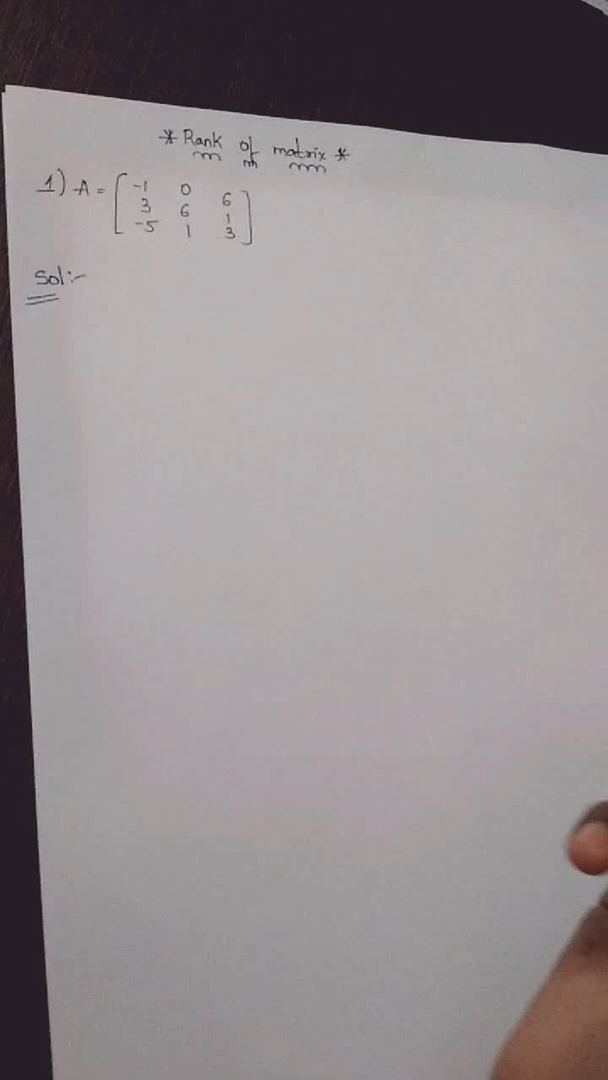 * Rank of matrix *
1) A = [ -1 0 6
3 6 1
-5 1 3 ]
Sol:-